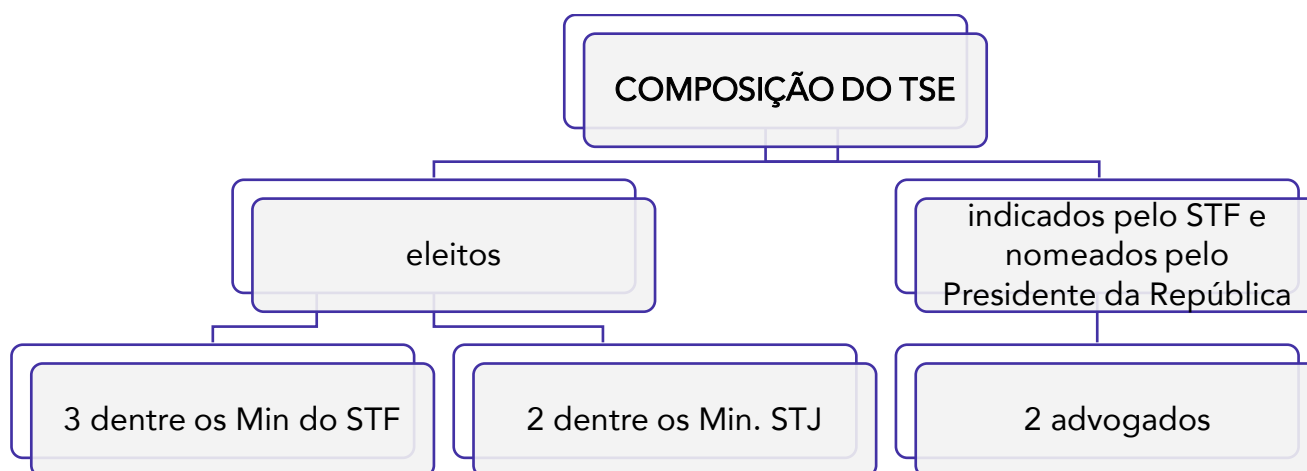 COMPOSIÇÃO DO TSE
eleitos
indicados pelo STF e
nomeados pelo
Presidente da República
3 dentre os Min do STF
2 dentre os Min. STJ
2 advogados